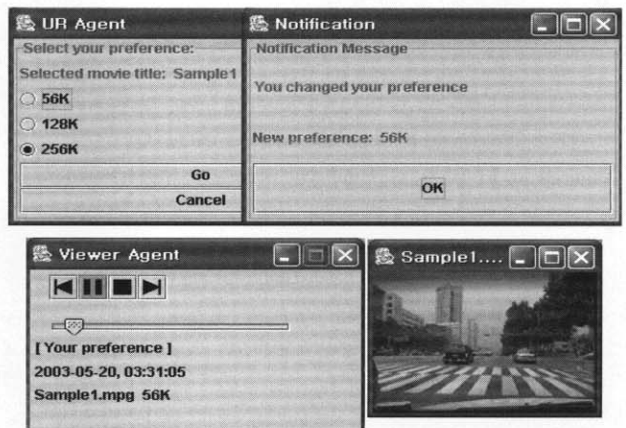 UR Agent
Select your preference:
Selected movie title: Sample1
56K
128K
256K
Go
Cancel
Notification
Notification Message
You changed your preference
New preference: 56K
OK
Viewer Agent
[ Your preference ]
2003-05-20, 03:31:05
Sample1.mpg 56K
Sample1....